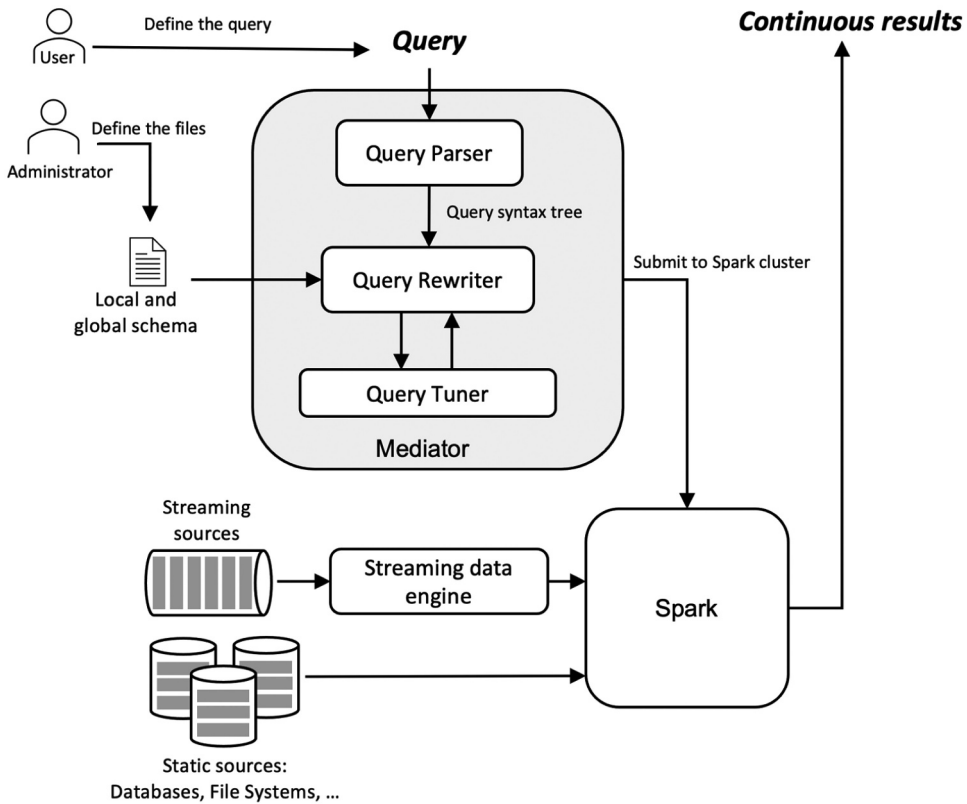 Continuous results
Define the query
Query
User
Define the files
Administrator
Query Parser
Query syntax tree
Query Rewriter
Submit to Spark cluster
Local and
global schema
Query Tuner
Mediator
Streaming
sources
Streaming data
engine
Spark
Static sources:
Databases, File Systems, ...